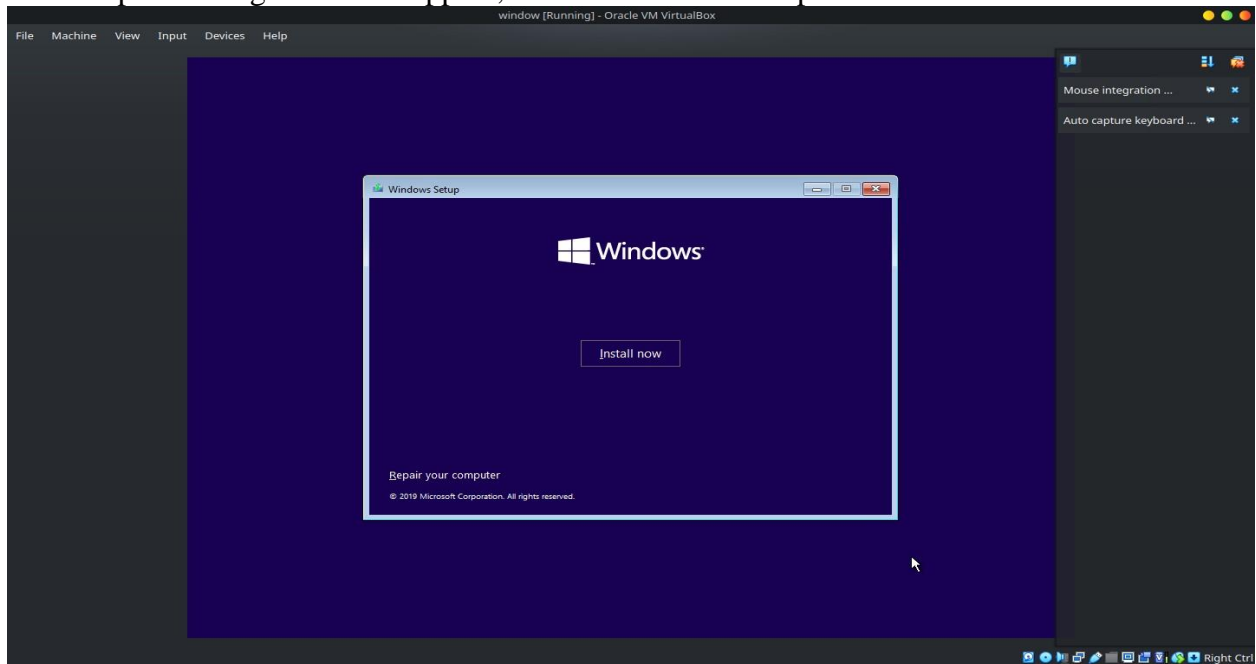 window [Running] - Oracle VM VirtualBox
File Machine View Input Devices Help
Mouse integration ...
Auto capture keyboard ...
Windows Setup
Windows
Install now
Repair your computer
© 2019 Microsoft Corporation. All rights reserved.
Right Ctrl